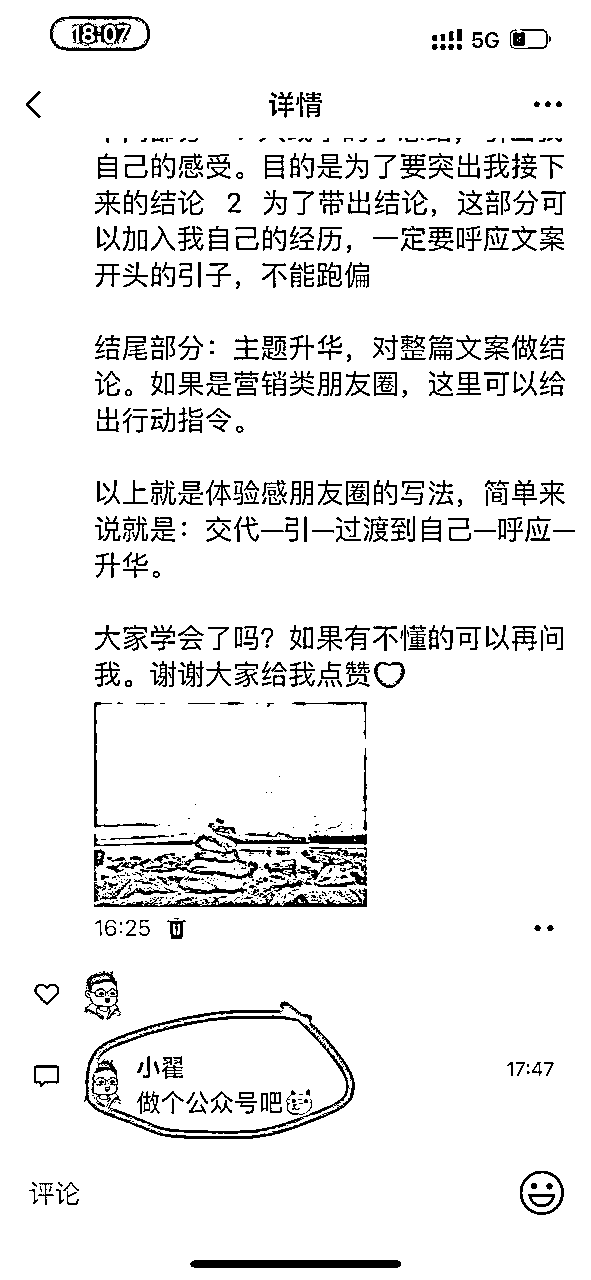 18:07
5G
详情
自己的感受。目的是为了要突出我接下
来的结论 2 为了带出结论，这部分可
以加入我自己的经历，一定要呼应文案
开头的引子，不能跑偏
结尾部分：主题升华，对整篇文案做结
论。如果是营销类朋友圈，这里可以给
出行动指令。
以上就是体验感朋友圈的写法，简单来
说就是：交代—引—过渡到自己—呼应—
升华。
大家学会了吗？如果有不懂的可以再问
我。谢谢大家给我点赞
16:25
小翟
17:47
做个公众号吧
评论